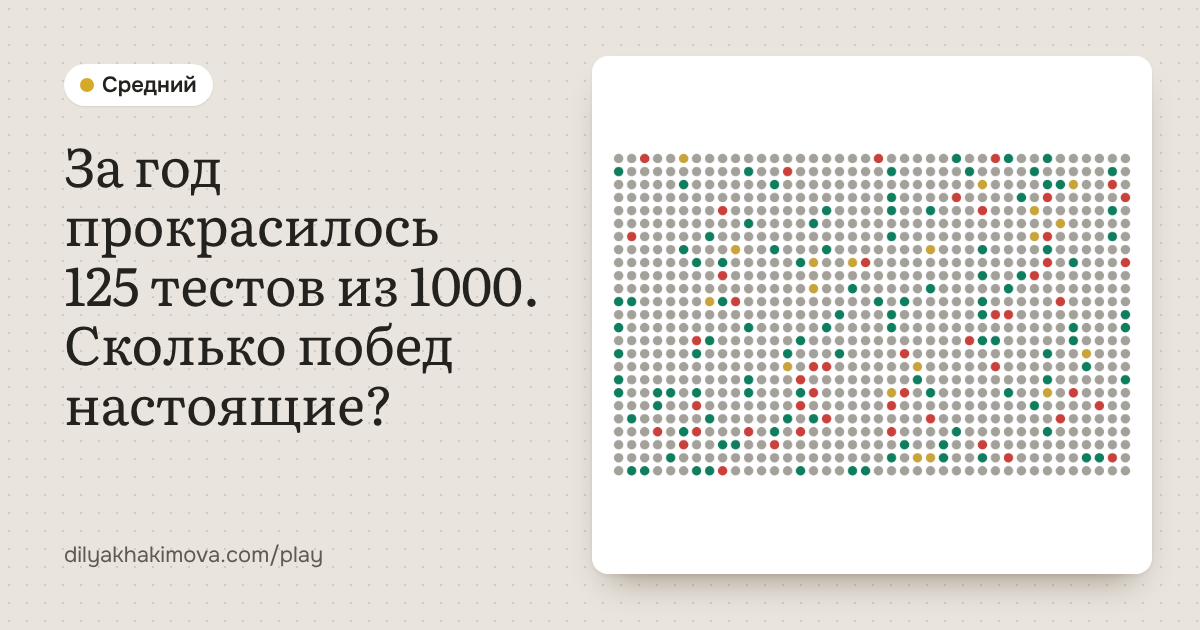 Средний
За год
прокрасилось
125 тестов из 1000.
Сколько побед
настоящие?
dilyakhakimova.com/play